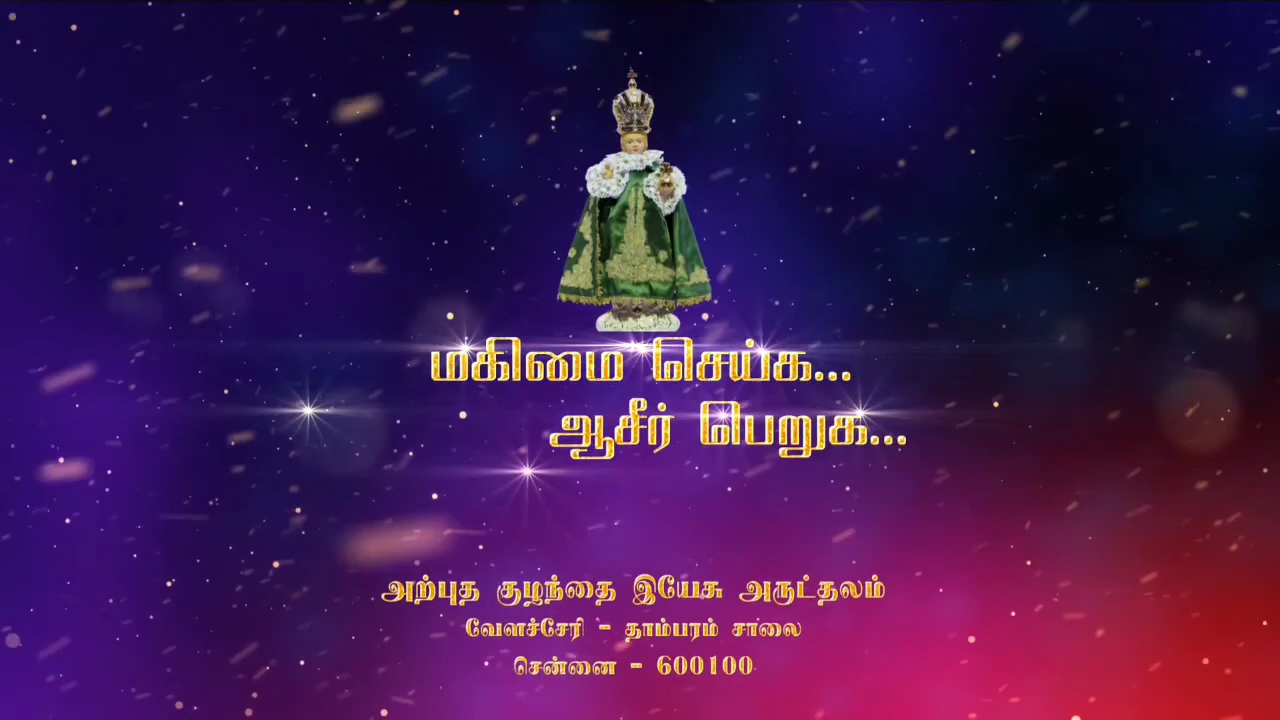 மகிமை செய்க...
ஆசீர் பெறுக...
அற்புத குழந்தை இயேசு அருட்தலம்
வேளச்சேரி - தாம்பரம் சாலை
சென்னை - 600100